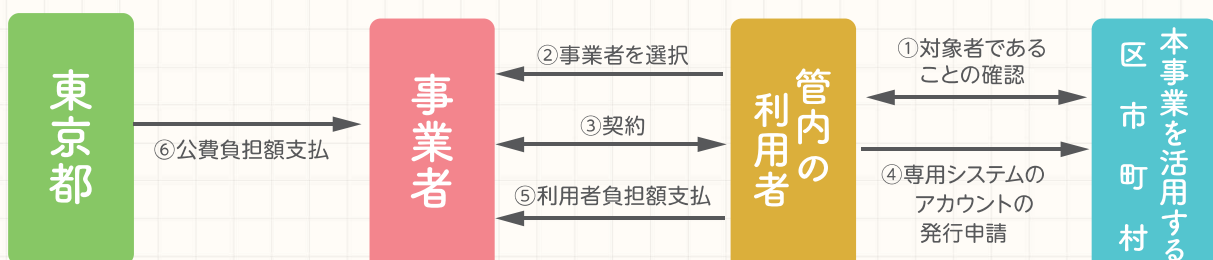 東京都
⑥公費負担額支払
事業者
②事業者を選択
③契約
⑤利用者負担額支払
管内の
利用者
①対象者である
ことの確認
④専用システムの
アカウントの
発行申請
本事業を活用する
区市町村